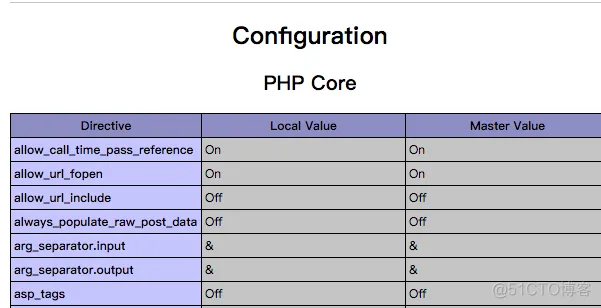 Configuration
PHP Core
Directive Local Value Master Value
allow_call_time_pass_reference On On
allow_url_fopen On On
allow_url_include Off Off
always_populate_raw_post_data Off Off
arg_separator.input & &
arg_separator.output & &
asp_tags Off Off
@51CTO博客